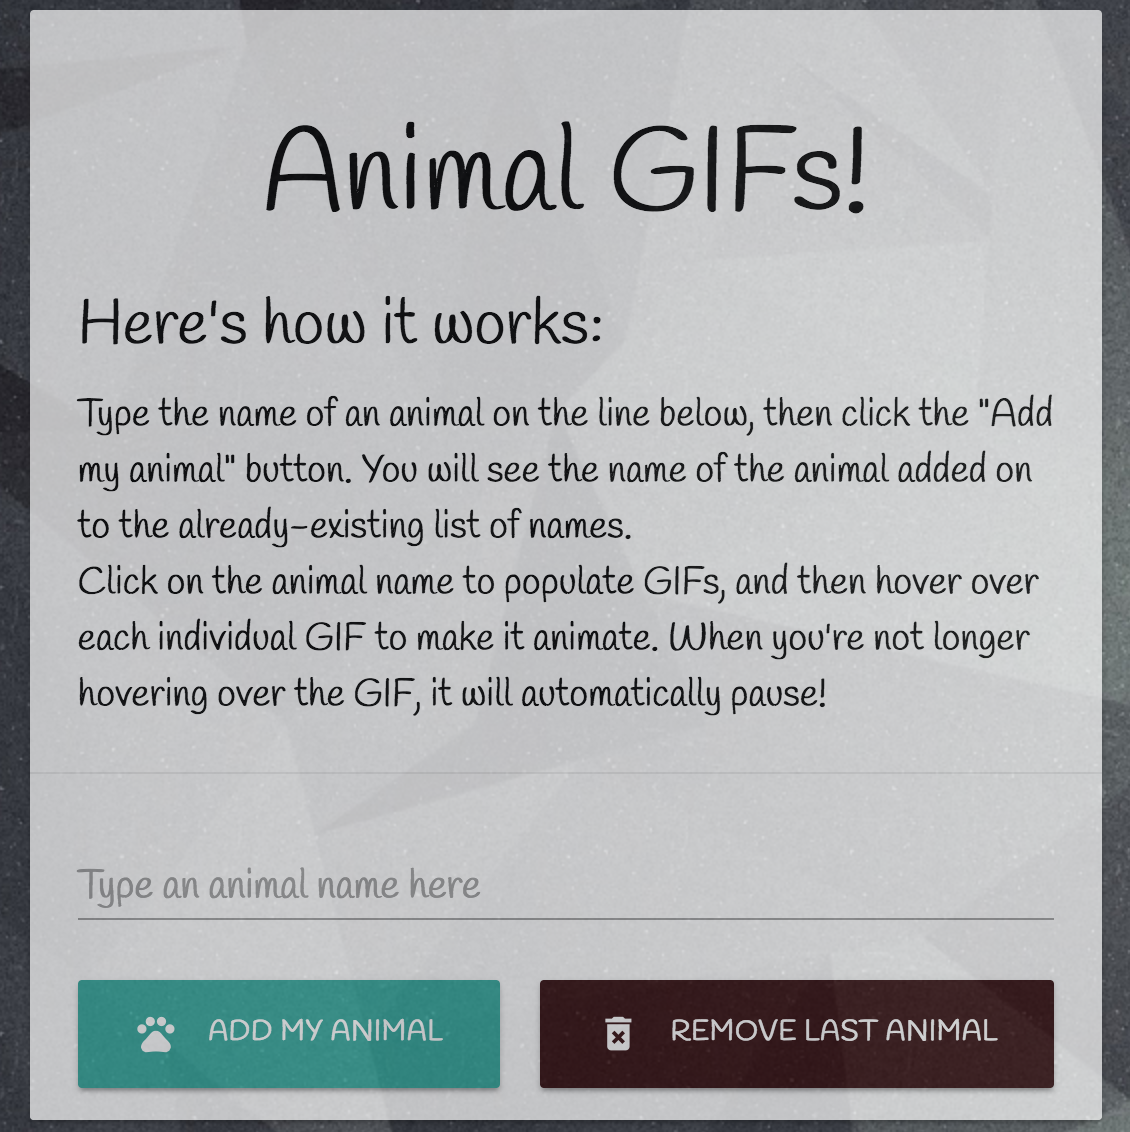 Animal GIFs!
Here's how it works:
Type the name of an animal on the line below, then click the "Add
my animal" button. You will see the name of the animal added on
to the already-existing list of names.
Click on the animal name to populate GIFs, and then hover over
each individual GIF to make it animate. When you're not longer
hovering over the GIF, it will automatically pause!
Type an animal name here
ADD MY ANIMAL
REMOVE LAST ANIMAL